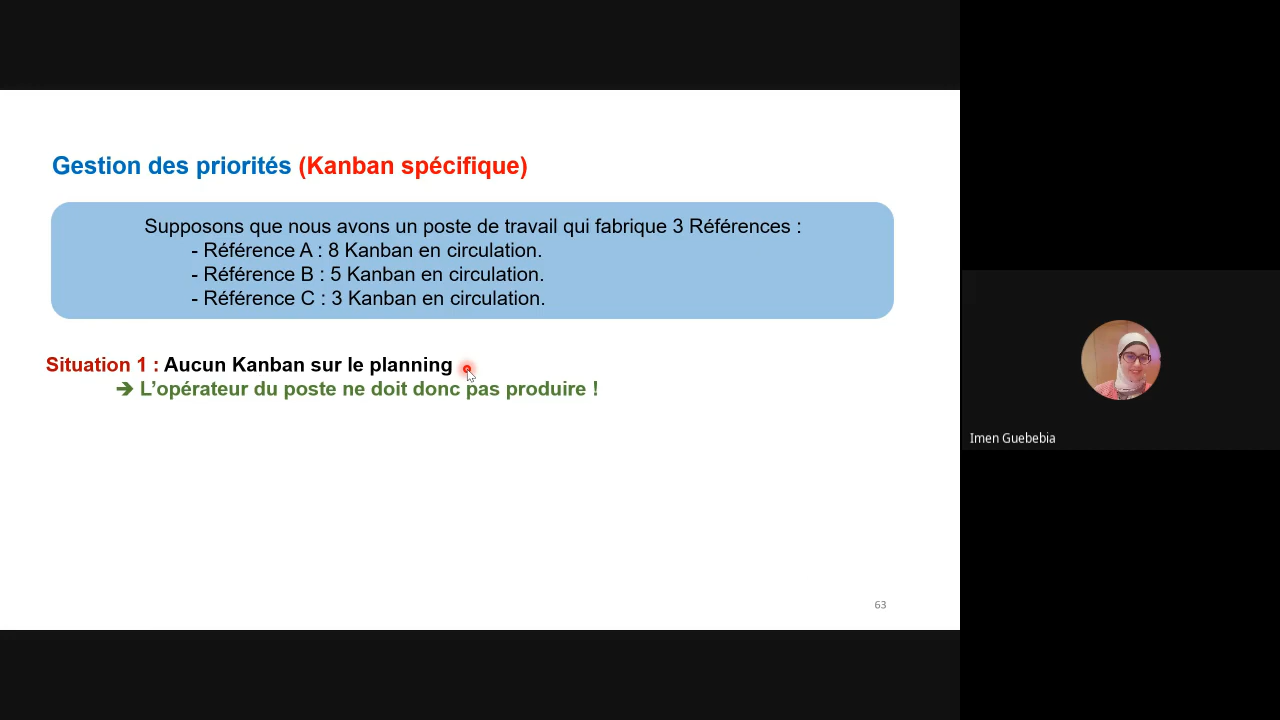 Gestion des priorités (Kanban spécifique)
Supposons que nous avons un poste de travail qui fabrique 3 Références :
- Référence A : 8 Kanban en circulation.
- Référence B : 5 Kanban en circulation.
- Référence C : 3 Kanban en circulation.
Situation 1 : Aucun Kanban sur le planning
➔ L’opérateur du poste ne doit donc pas produire !
63
Imen Guebebia